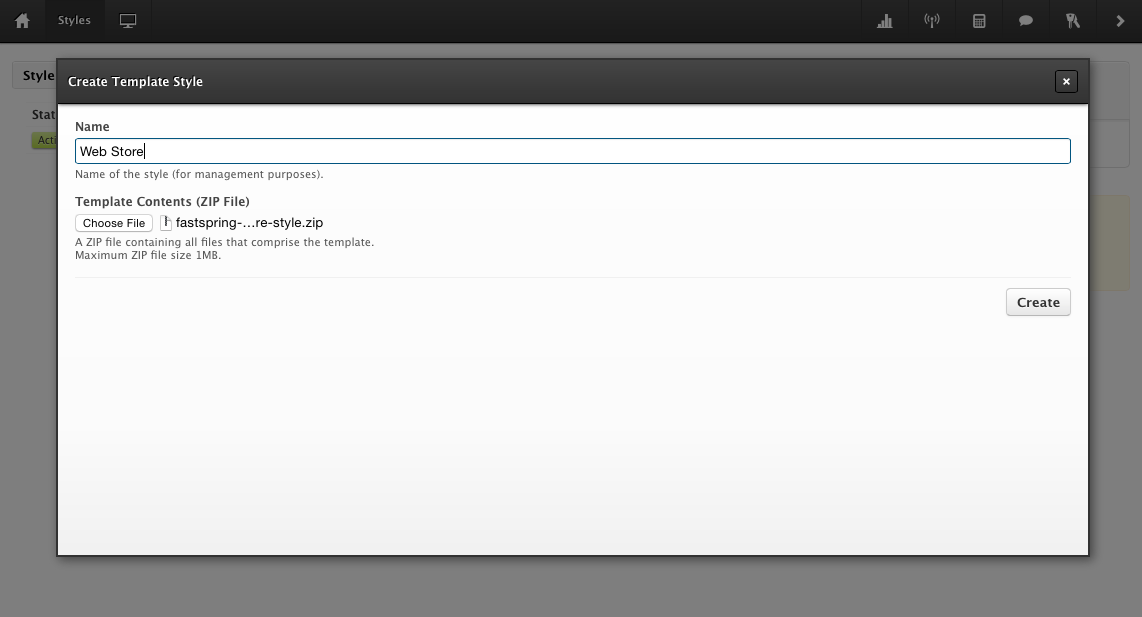 Styles
Style
Create Template Style
Stat
Acti
Name
Web Store
Name of the style (for management purposes).
Template Contents (ZIP File)
Choose File fastspring-...re-style.zip
A ZIP file containing all files that comprise the template.
Maximum ZIP file size 1MB.
Create